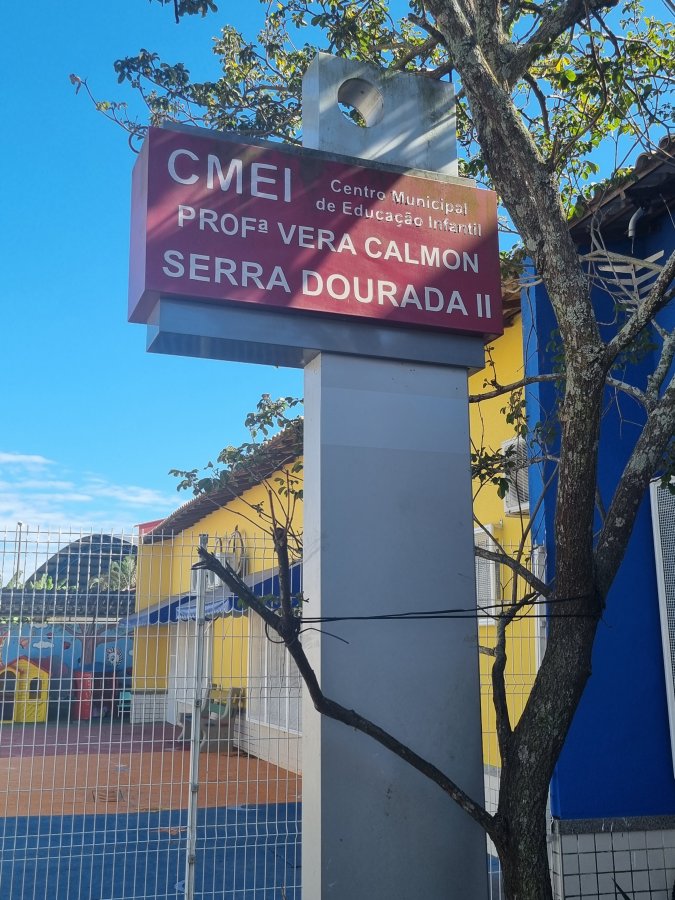 CMEI Centro Municipal
de Educação Infantil
PROFª VERA CALMON
SERRA DOURADA II